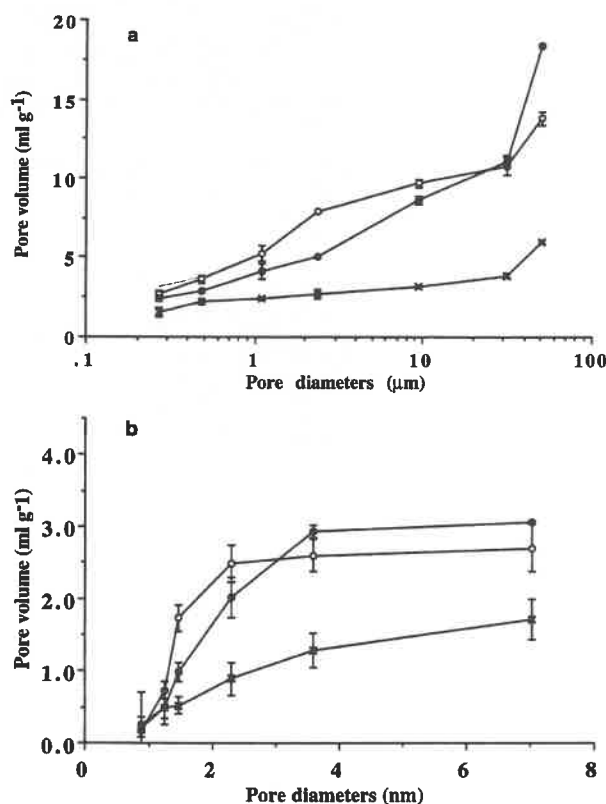 a
20
15
10
5
0
Pore volume (ml g-1)
.1 1 10 100
Pore diameters (μm)
b
4.0
3.0
2.0
1.0
0.0
Pore volume (ml g-1)
0 2 4 6 8
Pore diameters (nm)